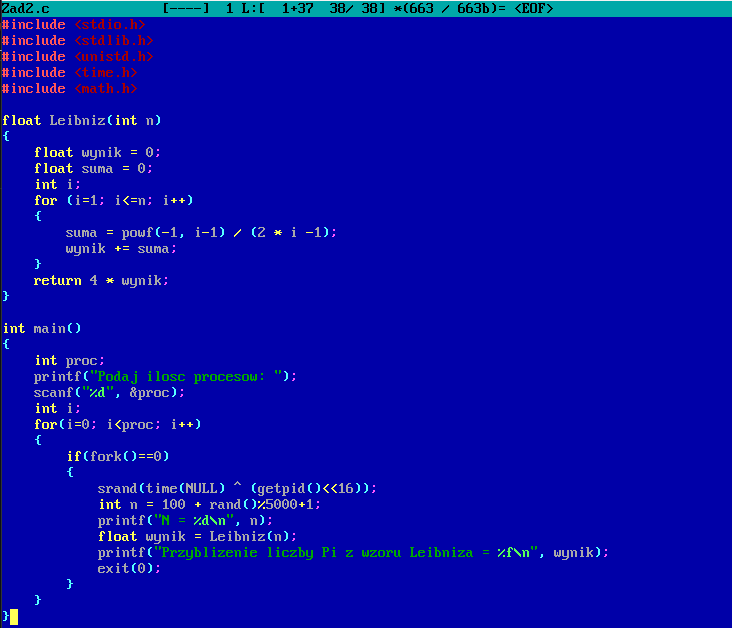 Zad2.c [----] 1 L:[ 1+37 38/ 38] *(663 / 663b)= <EOF>
#include <stdio.h>
#include <stdlib.h>
#include <unistd.h>
#include <time.h>
#include <math.h>

float Leibniz(int n)
{
    float wynik = 0;
    float suma = 0;
    int i;
    for (i=1; i<=n; i++)
    {
        suma = powf(-1, i-1) / (2 * i -1);
        wynik += suma;
    }
    return 4 * wynik;
}

int main()
{
    int proc;
    printf("Podaj ilosc procesow: ");
    scanf("%d", &proc);
    int i;
    for(i=0; i<proc; i++)
    {
        if(fork()==0)
        {
            srand(time(NULL) ^ (getpid()<<16));
            int n = 100 + rand()%5000+1;
            printf("N = %d\n", n);
            float wynik = Leibniz(n);
            printf("Przyblizenie liczby Pi z wzoru Leibniza = %f\n", wynik);
            exit(0);
        }
    }
}